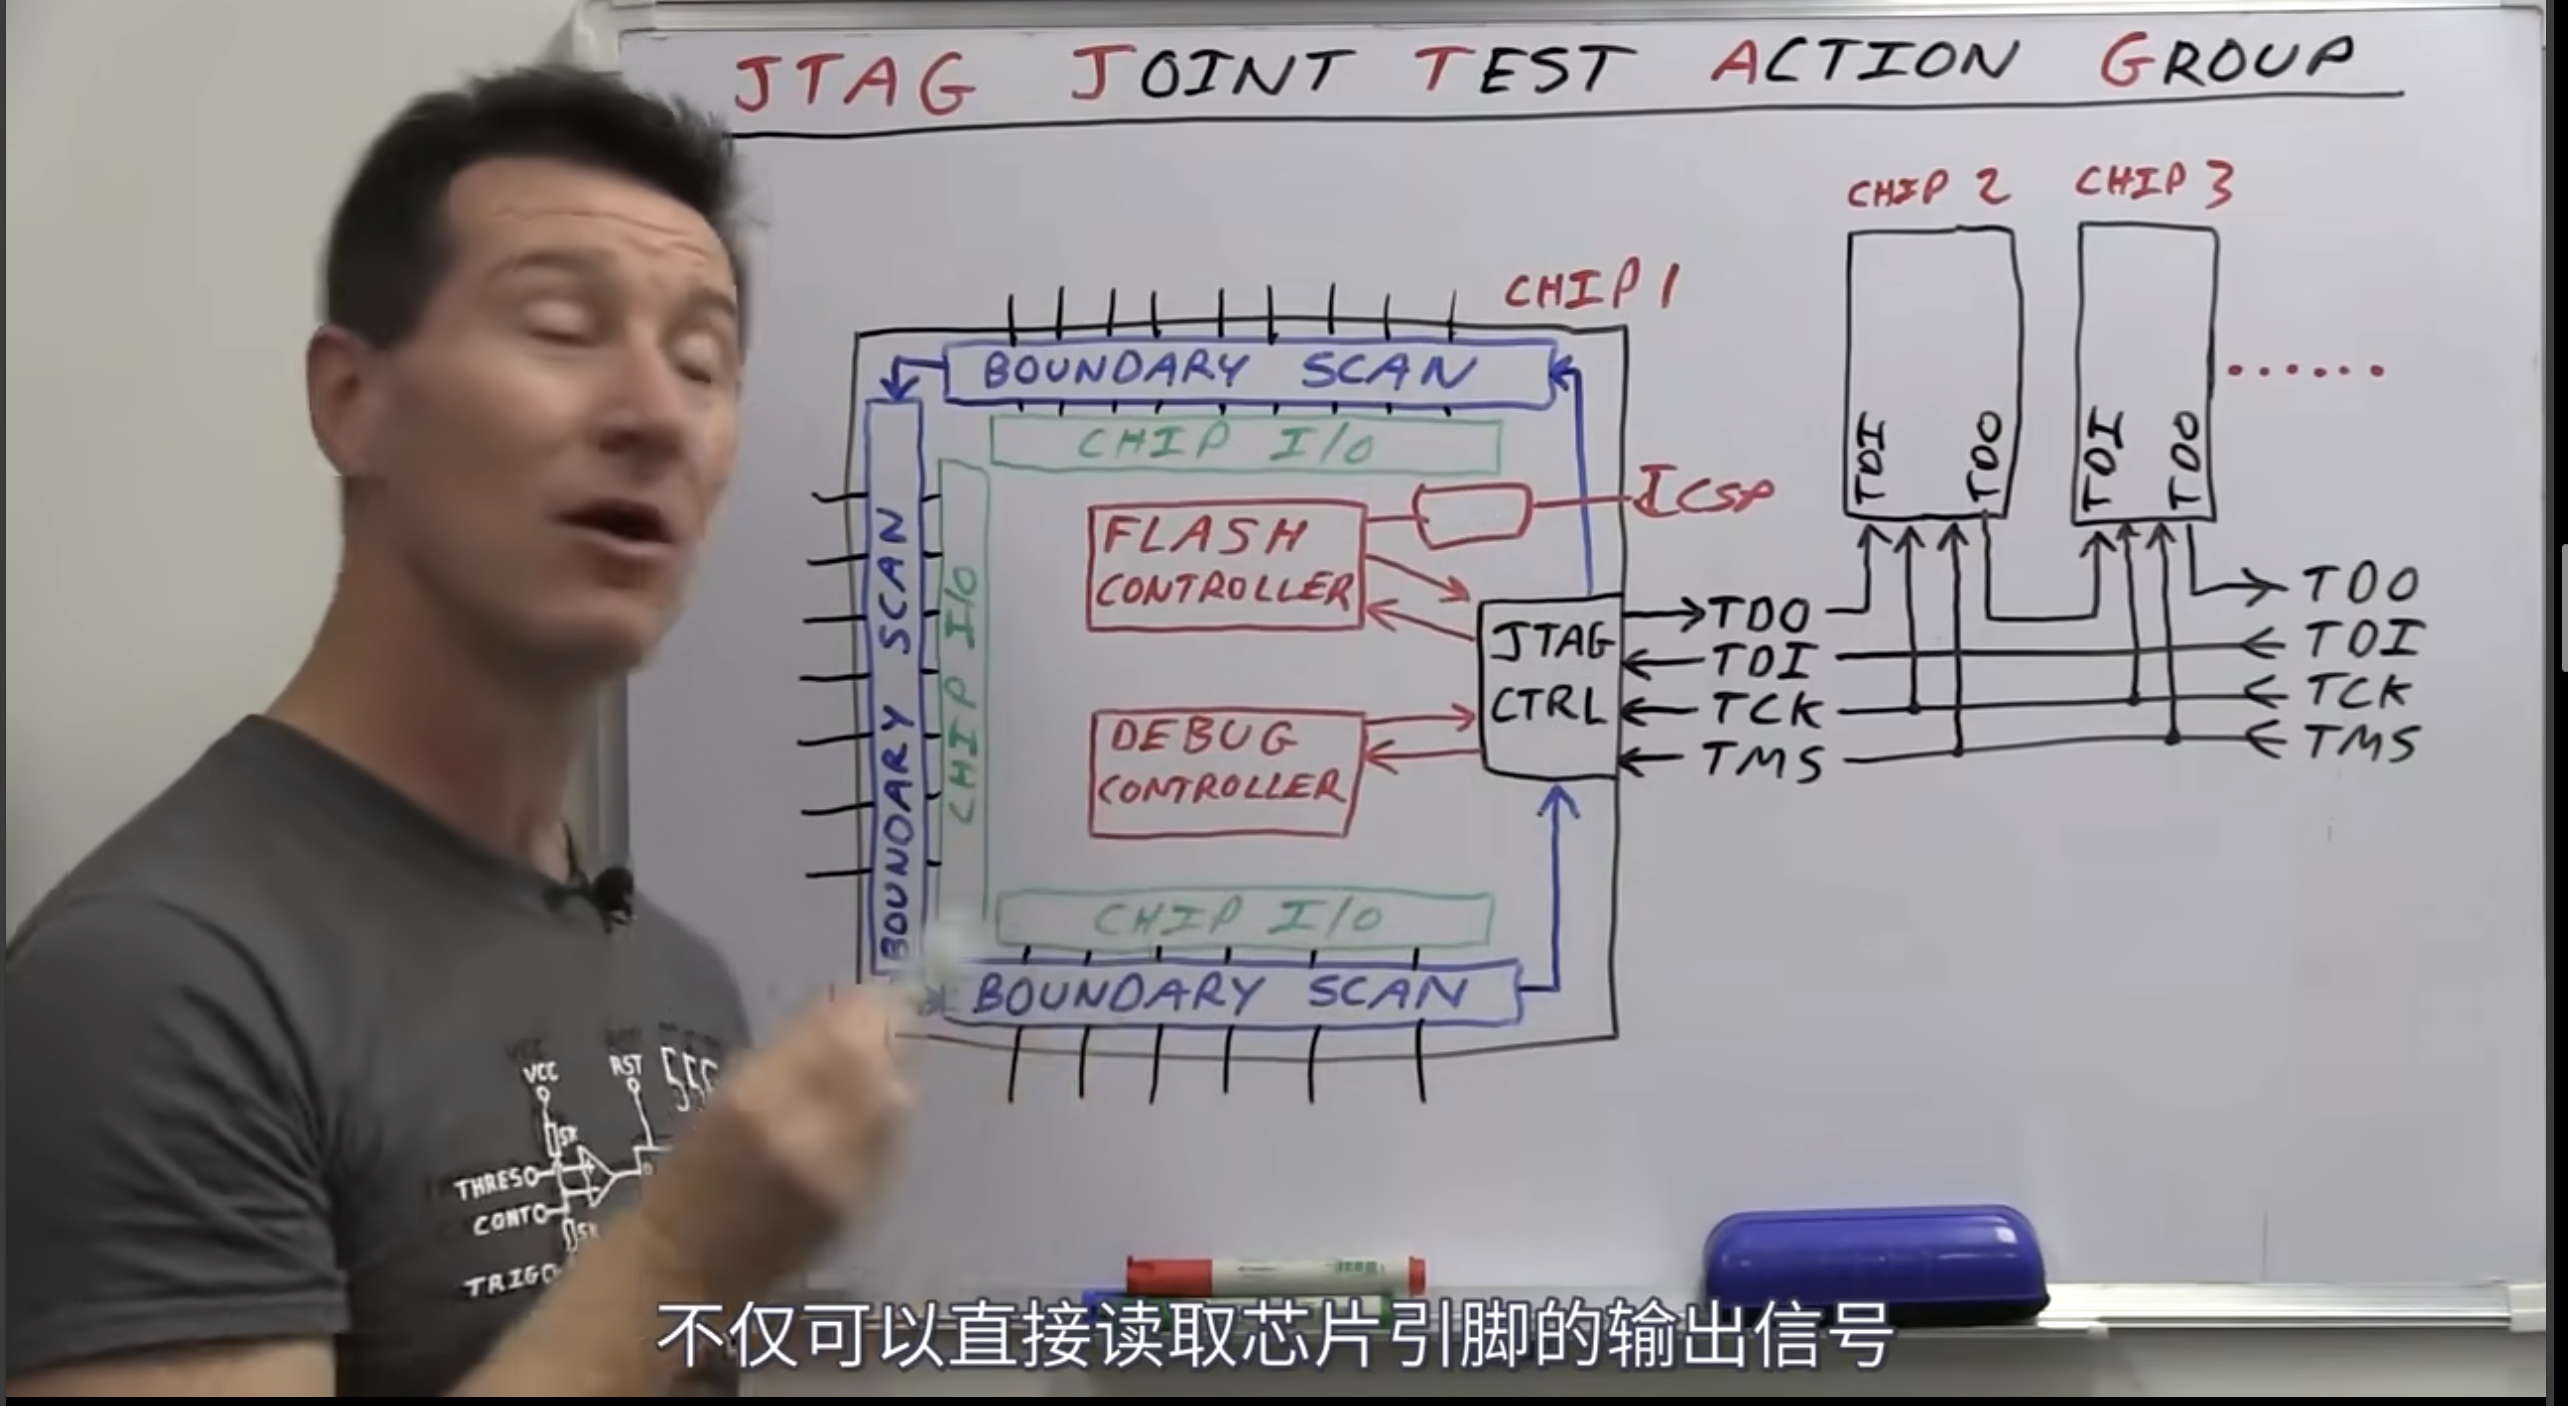 JTAG JOINT TEST ACTION GROUP
CHIP 2
CHIP 3
CHIP 1
BOUNDARY SCAN
CHIP I/O
BOUNDARY SCAN
CHIP I/O
FLASH
CONTROLLER
ICSP
TDI
TDO
TDI
TDO
JTAG
CTRL
TDO
TDI
TCK
TMS
TDO
TDI
TCK
TMS
DEBUG
CONTROLLER
CHIP I/O
BOUNDARY SCAN
VCC
RST
THRESO
CONTO
不仅可以直接读取芯片引脚的输出信号